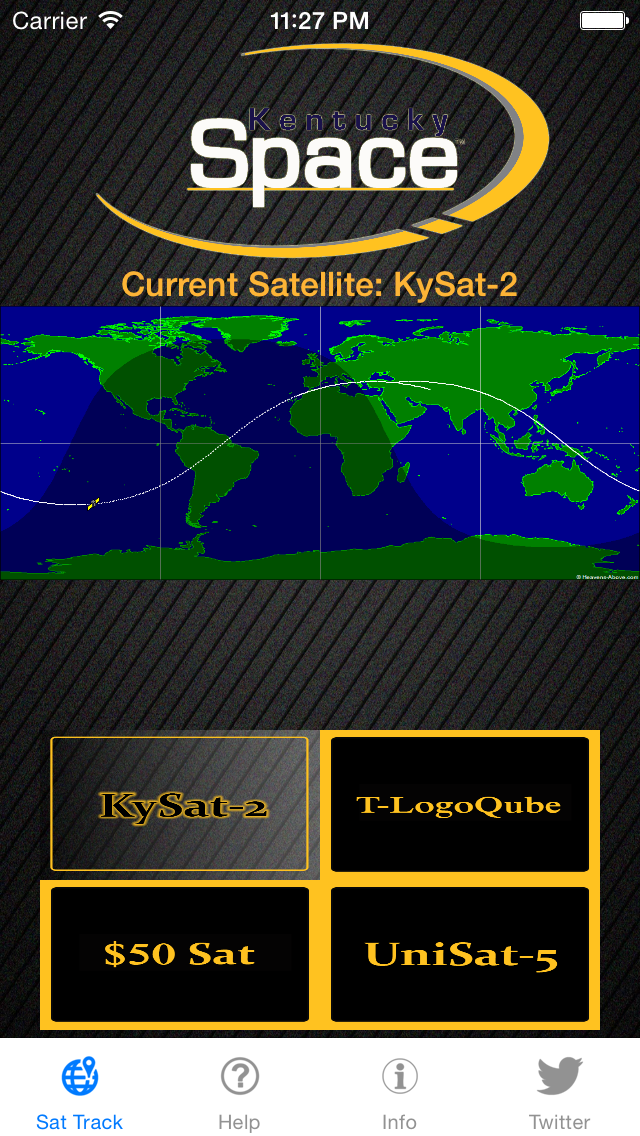 Carrier 11:27 PM
Kentucky
Space™
Current Satellite: KySat-2
© Heavens-Above.com
KySat-2
T-LogoQube
$50 Sat
UniSat-5
Sat Track
Help
Info
Twitter